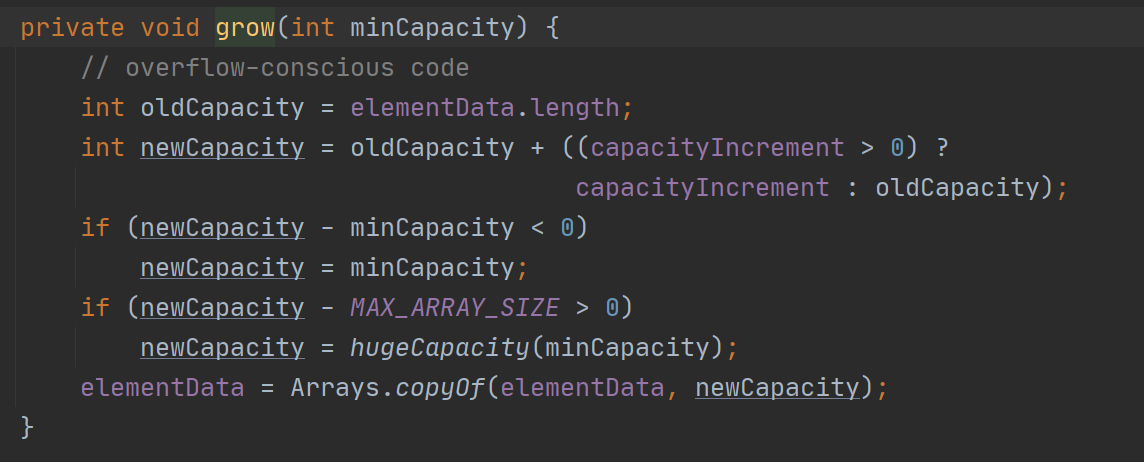 private void grow(int minCapacity) {
    // overflow-conscious code
    int oldCapacity = elementData.length;
    int newCapacity = oldCapacity + ((capacityIncrement > 0) ?
                                     capacityIncrement : oldCapacity);
    if (newCapacity - minCapacity < 0)
        newCapacity = minCapacity;
    if (newCapacity - MAX_ARRAY_SIZE > 0)
        newCapacity = hugeCapacity(minCapacity);
    elementData = Arrays.copyOf(elementData, newCapacity);
}